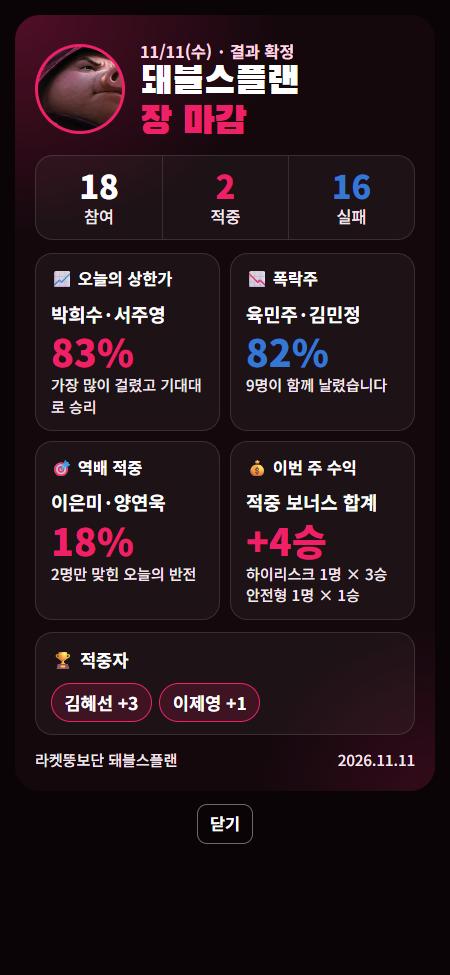 11/11(수) · 결과 확정
돼블스플랜
장 마감
18
참여
2
적중
16
실패
📈 오늘의 상한가
박희수·서주영
83%
가장 많이 걸렸고 기대대
로 승리
📉 폭락주
육민주·김민정
82%
9명이 함께 날렸습니다
🎯 역배 적중
이은미·양연욱
18%
2명만 맞힌 오늘의 반전
💰 이번 주 수익
적중 보너스 합계
+4승
하이리스크 1명 × 3승
안전형 1명 × 1승
🏆 적중자
김혜선 +3
이제영 +1
라켓뚱보단 돼블스플랜
2026.11.11
닫기